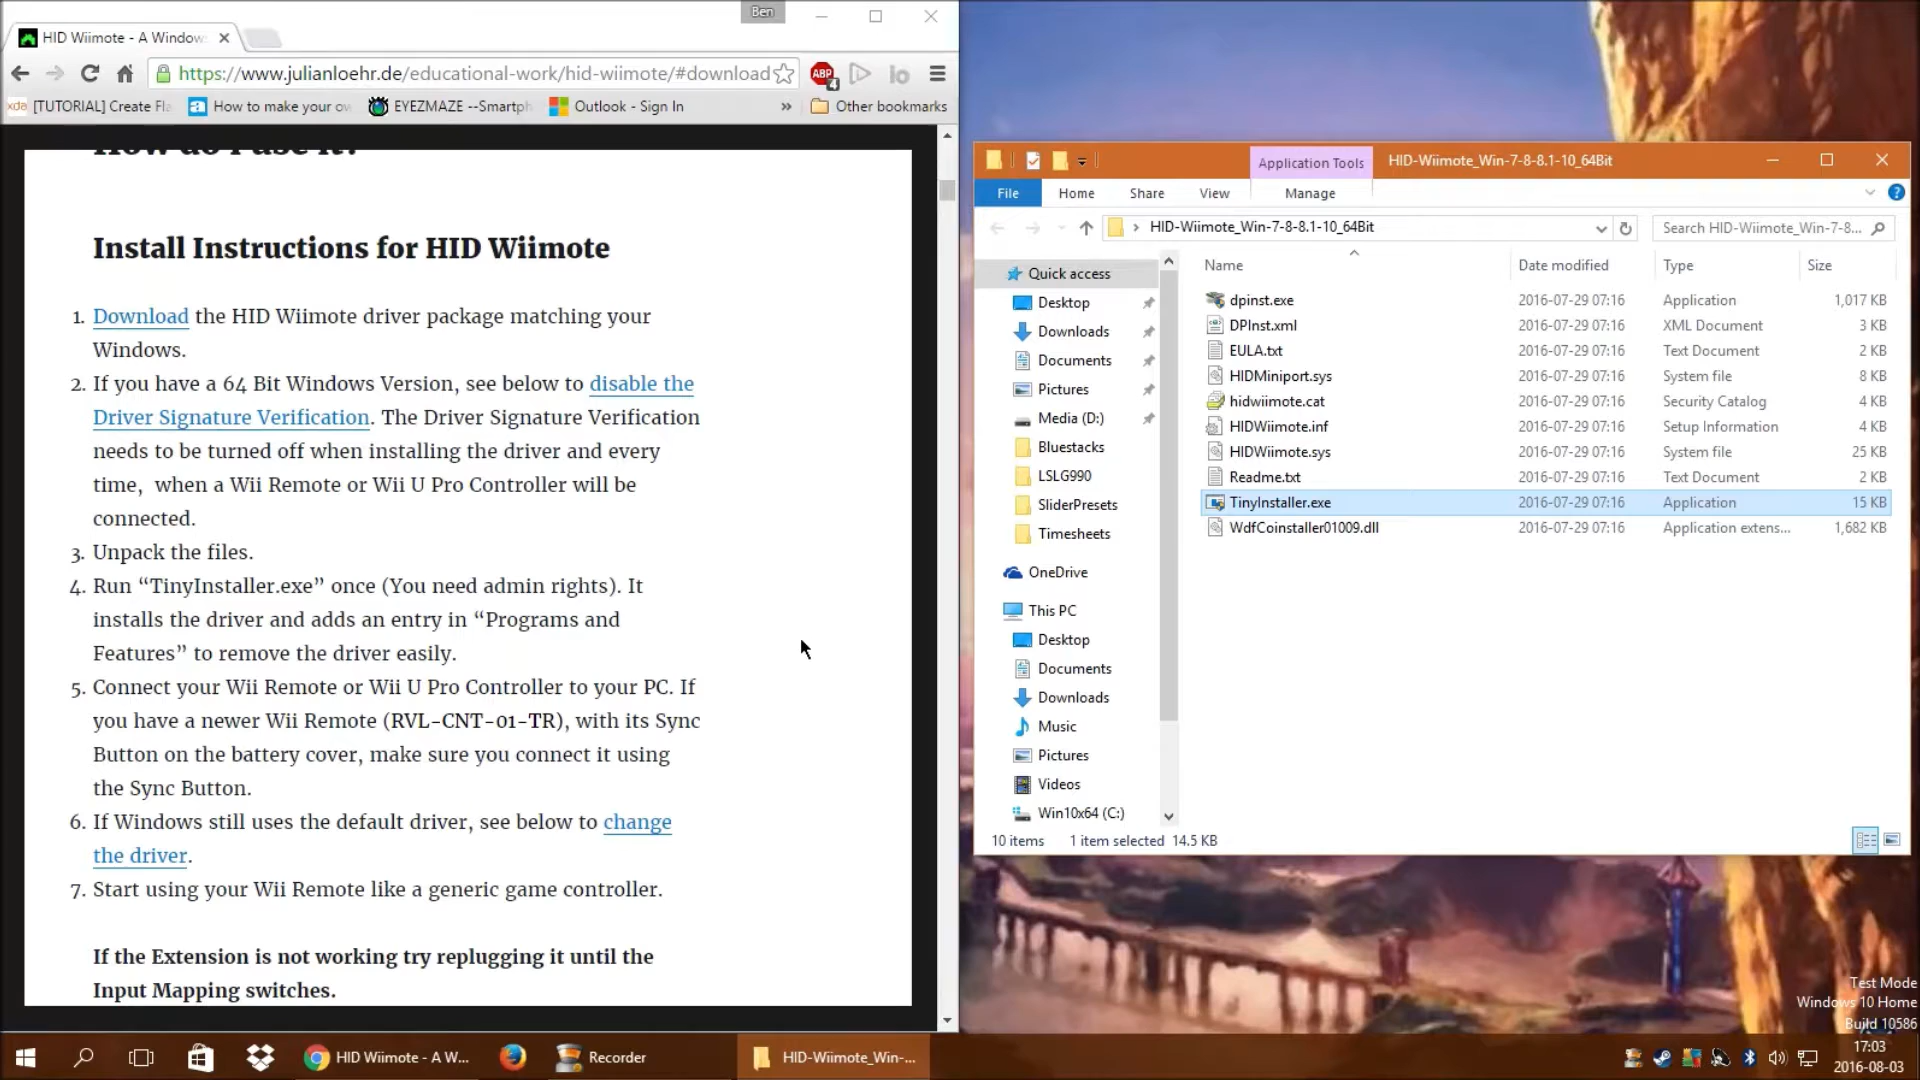 Ben
HID Wiimote - A Window
https://www.julianloehr.de/educational-work/hid-wiimote/#download
ABP
4
xda
[TUTORIAL] Create Fla
How to make your ow
EYEZMAZE --Smartph
Outlook - Sign In
»
Other bookmarks
How do I use it?
Install Instructions for HID Wiimote
1. Download the HID Wiimote driver package matching your
Windows.
2. If you have a 64 Bit Windows Version, see below to disable the
Driver Signature Verification. The Driver Signature Verification
needs to be turned off when installing the driver and every
time, when a Wii Remote or Wii U Pro Controller will be
connected.
3. Unpack the files.
4. Run “TinyInstaller.exe” once (You need admin rights). It
installs the driver and adds an entry in “Programs and
Features” to remove the driver easily.
5. Connect your Wii Remote or Wii U Pro Controller to your PC. If
you have a newer Wii Remote (RVL-CNT-01-TR), with its Sync
Button on the battery cover, make sure you connect it using
the Sync Button.
6. If Windows still uses the default driver, see below to change
the driver.
7. Start using your Wii Remote like a generic game controller.
If the Extension is not working try replugging it until the
Input Mapping switches.
Application Tools
HID-Wiimote_Win-7-8-8.1-10_64Bit
File
Home
Share
View
Manage
HID-Wiimote_Win-7-8-8.1-10_64Bit
Search HID-Wiimote_Win-7-8...
Quick access
Desktop
Downloads
Documents
Pictures
Media (D:)
Bluestacks
LSLG990
SliderPresets
Timesheets
OneDrive
This PC
Desktop
Documents
Downloads
Music
Pictures
Videos
Win10x64 (C:)
Name Date modified Type Size
dpinst.exe 2016-07-29 07:16 Application 1,017 KB
DPInst.xml 2016-07-29 07:16 XML Document 3 KB
EULA.txt 2016-07-29 07:16 Text Document 2 KB
HIDMiniport.sys 2016-07-29 07:16 System file 8 KB
hidwiimote.cat 2016-07-29 07:16 Security Catalog 4 KB
HIDWiimote.inf 2016-07-29 07:16 Setup Information 4 KB
HIDWiimote.sys 2016-07-29 07:16 System file 25 KB
Readme.txt 2016-07-29 07:16 Text Document 2 KB
TinyInstaller.exe 2016-07-29 07:16 Application 15 KB
WdfCoinstaller01009.dll 2016-07-29 07:16 Application extens... 1,682 KB
10 items 1 item selected 14.5 KB
Test Mode
Windows 10 Home
Build 10586
HID Wiimote - A W...
Recorder
HID-Wiimote_Win-...
17:03
2016-08-03